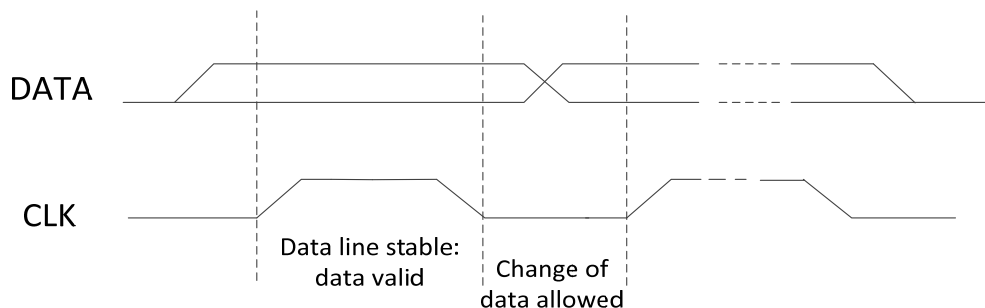 DATA
CLK
Data line stable:
data valid
Change of
data allowed